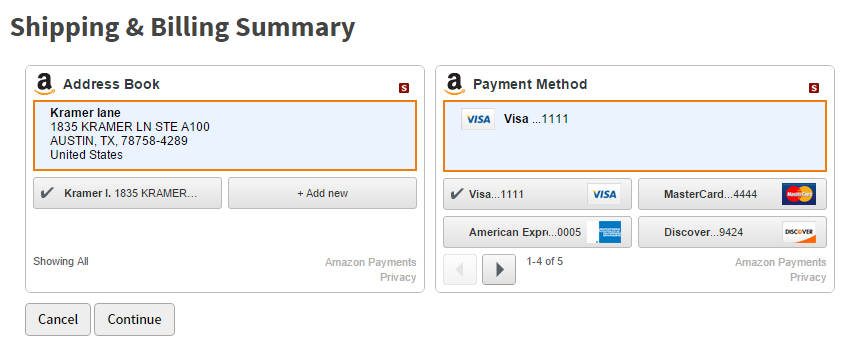 Shipping & Billing Summary
a Address Book
S
Kramer lane
1835 KRAMER LN STE A100
AUSTIN, TX, 78758-4289
United States
Kramer l. 1835 KRAMER...
+ Add new
Showing All
Amazon Payments
Privacy
a Payment Method
S
VISA Visa ...1111
Visa...1111 VISA
MasterCard...4444 MasterCard
American Expr...0005
Discover...9424 DISCOVER
1-4 of 5
Amazon Payments
Privacy
Cancel
Continue